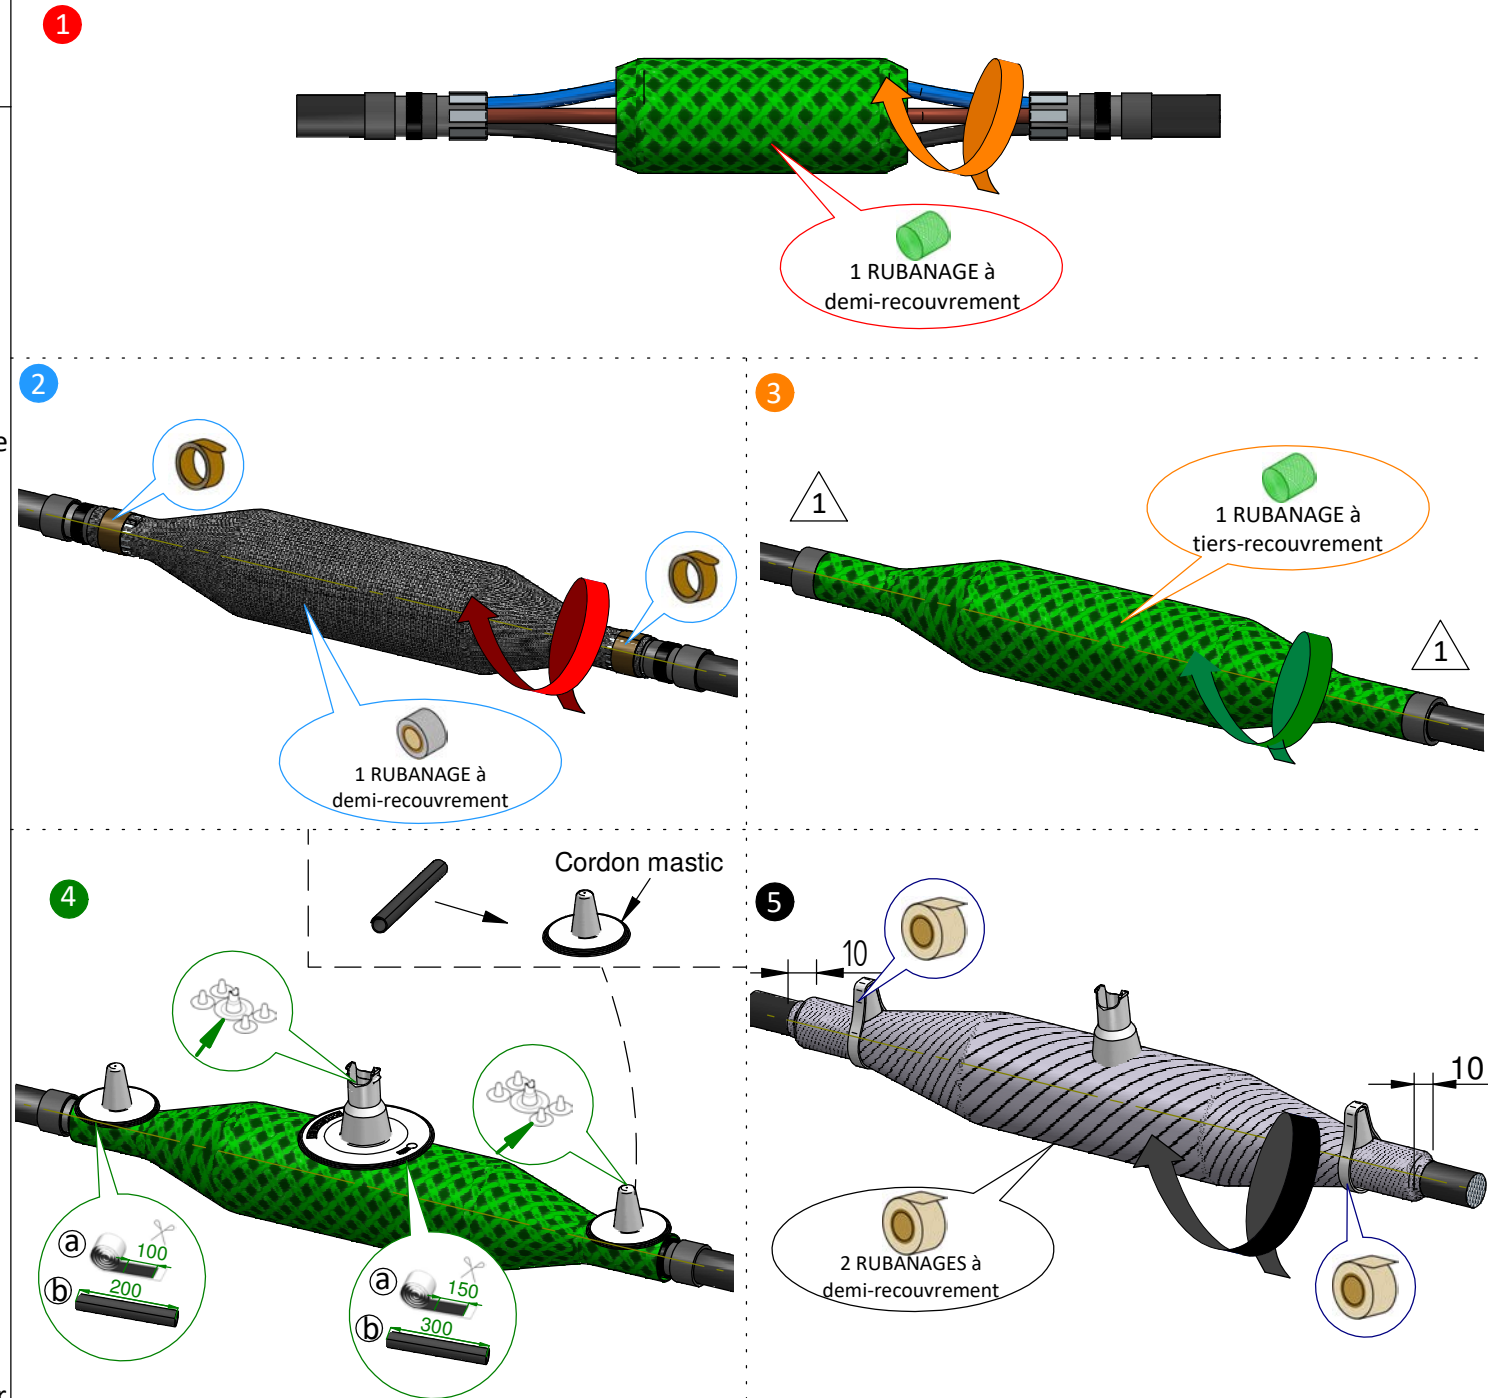 1
1 RUBANAGE à
demi-recouvrement
2
e
1 RUBANAGE à
demi-recouvrement
3
1
1 RUBANAGE à
tiers-recouvrement
1
4
Cordon mastic
a
100
b
200
a
150
b
300
r
5
10
10
2 RUBANAGES à
demi-recouvrement